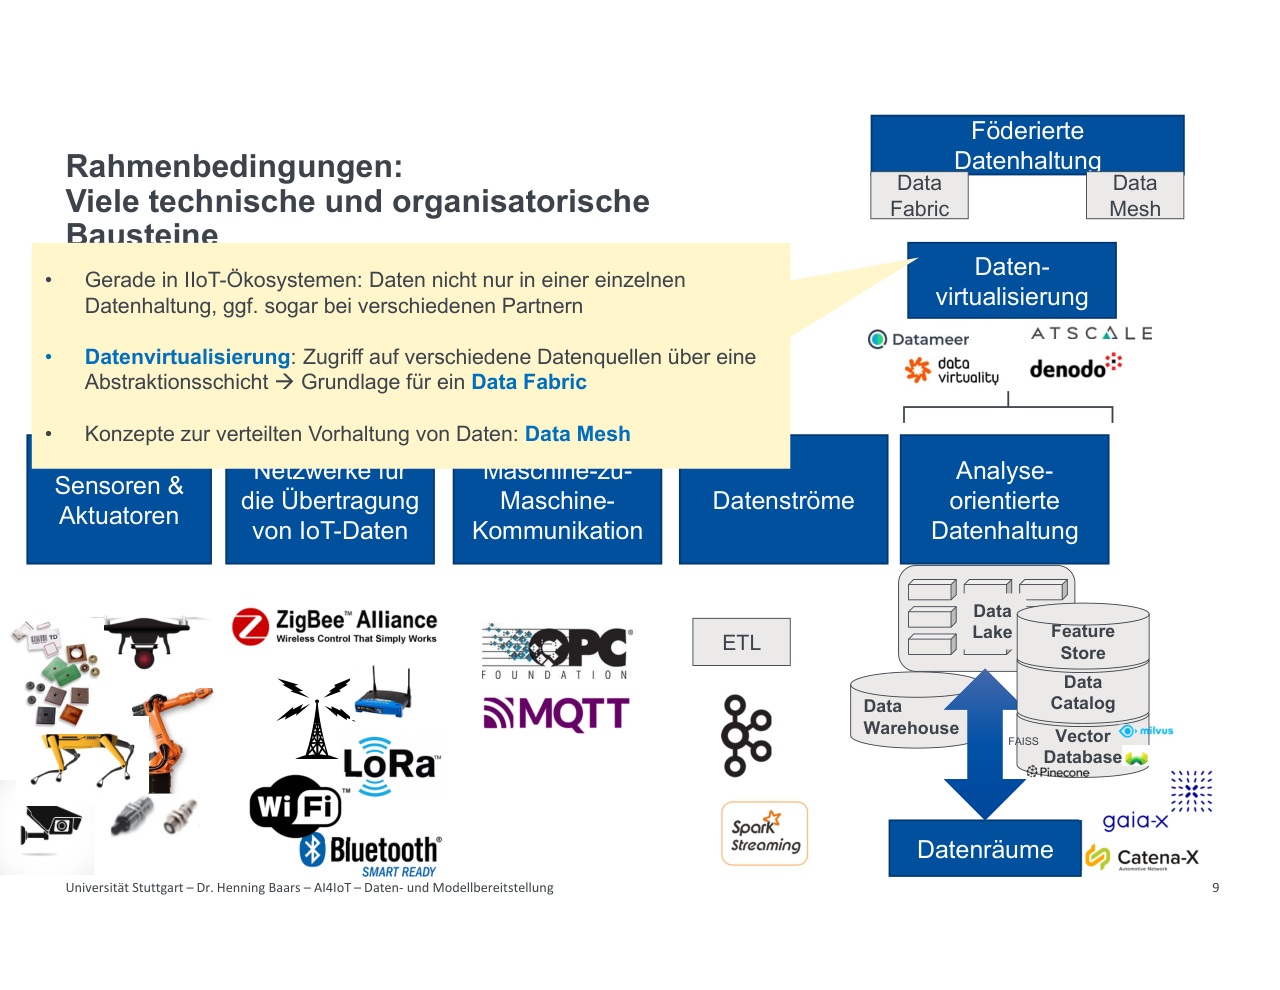 Rahmenbedingungen:
Viele technische und organisatorische
Bausteine
Föderierte
Datenhaltung
Data
Fabric
Data
Mesh
• Gerade in IIoT-Ökosystemen: Daten nicht nur in einer einzelnen
Datenhaltung, ggf. sogar bei verschiedenen Partnern
• Datenvirtualisierung: Zugriff auf verschiedene Datenquellen über eine
Abstraktionsschicht → Grundlage für ein Data Fabric
• Konzepte zur verteilten Vorhaltung von Daten: Data Mesh
Daten-
virtualisierung
Datameer
ATSCALE
data
virtuality
denodo
Sensoren &
Aktuatoren
Netzwerke für
die Übertragung
von IoT-Daten
Maschine-zu-
Maschine-
Kommunikation
Datenströme
Analyse-
orientierte
Datenhaltung
TD
ZigBee™ Alliance
Wireless Control That Simply Works
LoRa™
WiFi™
Bluetooth®
SMART READY
OPC®
FOUNDATION
MQTT
ETL
Spark
Streaming
Data
Lake
Feature
Store
Data
Catalog
Data
Warehouse
Vector
Database
FAISS
milvus
Pinecone
Datenräume
gaia-x
Catena-X
Automotive Network
Universität Stuttgart – Dr. Henning Baars – AI4IoT – Daten- und Modellbereitstellung
9